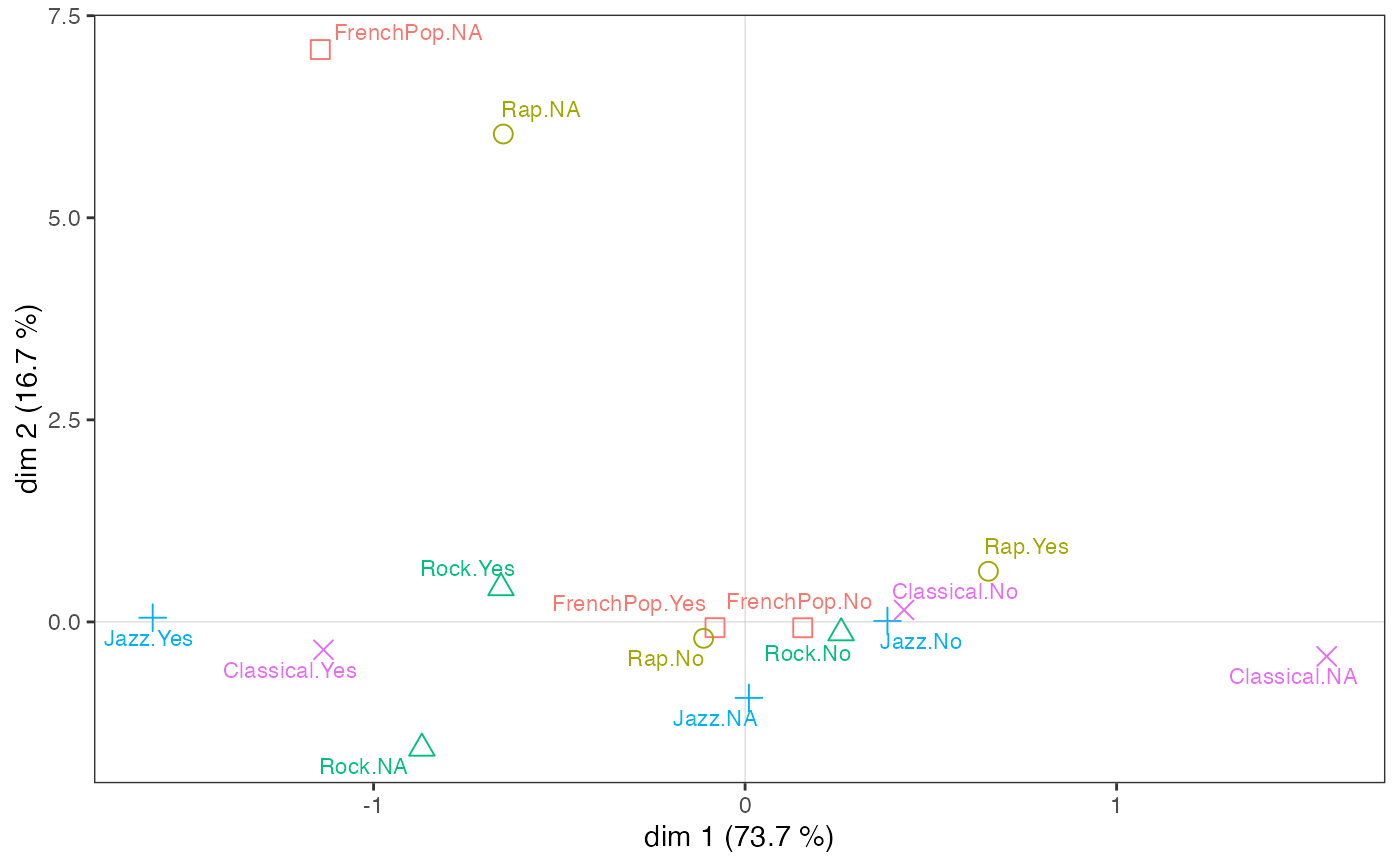 7.5
FrenchPop.NA
Rap.NA
5.0
dim 2 (16.7 %)
2.5
Rap.Yes
Rock.Yes
Classical.No
FrenchPop.Yes
FrenchPop.No
0.0
Jazz.Yes
Jazz.No
Rock.No
Rap.No
Classical.Yes
Classical.NA
Jazz.NA
Rock.NA
-1
0
1
dim 1 (73.7 %)